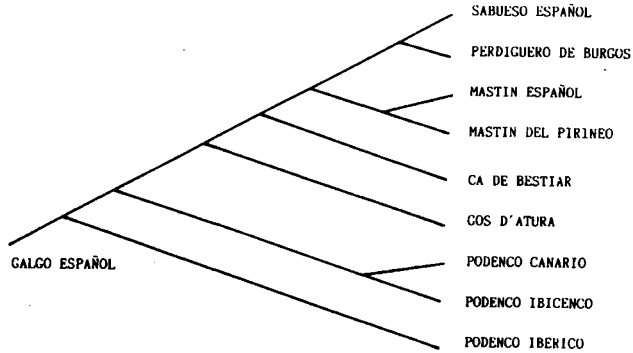 SABUESO ESPAÑOL
PERDIGUERO DE BURGOS
MASTIN ESPAÑOL
MASTIN DEL PIRINEO
CA DE BESTIAR
GOS D'ATURA
GALGO ESPAÑOL
PODENCO CANARIO
PODENCO IBICENCO
PODENCO IBERICO